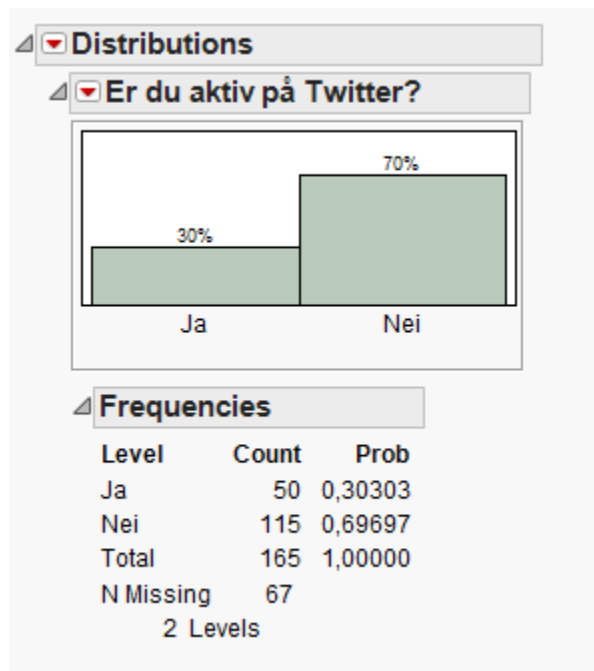 Distributions
Er du aktiv på Twitter?
70%
30%
Ja Nei
Frequencies
Level Count Prob
Ja 50 0,30303
Nei 115 0,69697
Total 165 1,00000
N Missing 67
2 Levels